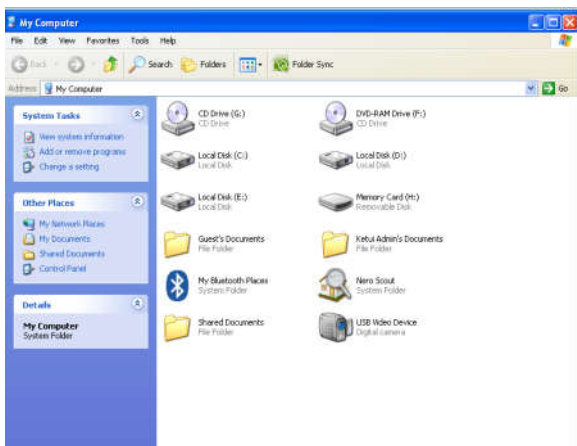 My Computer
File Edit View Favorites Tools Help
Back Search Folders Folder Sync
Address My Computer Go
System Tasks
View system information
Add or remove programs
Change a setting
Other Places
My Network Places
My Documents
Shared Documents
Control Panel
Details
My Computer
System Folder
CD Drive (G:)
CD Drive
DVD-RAM Drive (F:)
CD Drive
Local Disk (C:)
Local Disk
Local Disk (D:)
Local Disk
Local Disk (E:)
Local Disk
Memory Card (H:)
Removable Disk
Guest's Documents
File Folder
Ketul Admin's Documents
File Folder
My Bluetooth Places
System Folder
Nero Scout
System Folder
Shared Documents
File Folder
USB Video Device
Digital camera